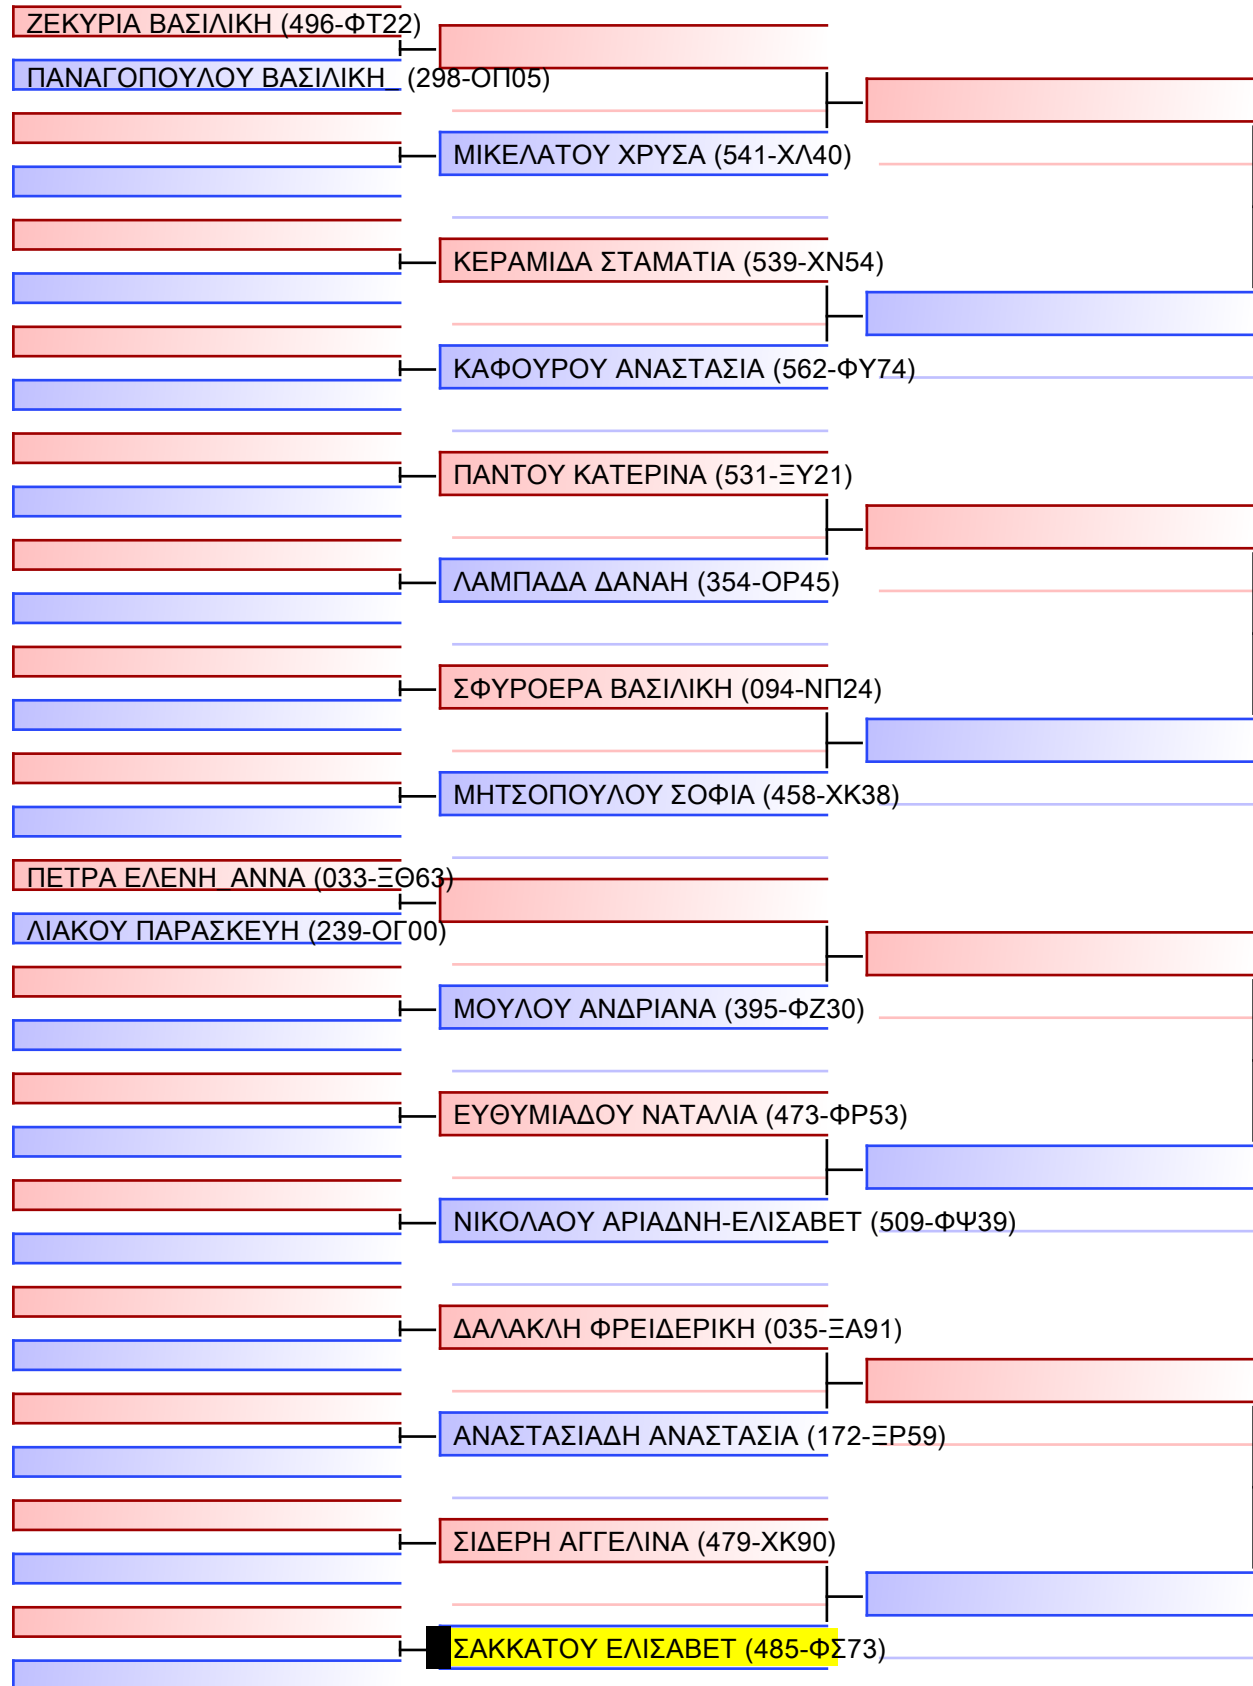 ΖΕΚΥΡΙΑ ΒΑΣΙΛΙΚΗ (496-ΦΤ22)
ΠΑΝΑΓΟΠΟΥΛΟΥ ΒΑΣΙΛΙΚΗ_ (298-ΟΠ05)
ΜΙΚΕΛΑΤΟΥ ΧΡΥΣΑ (541-ΧΛ40)
ΚΕΡΑΜΙΔΑ ΣΤΑΜΑΤΙΑ (539-ΧΝ54)
ΚΑΦΟΥΡΟΥ ΑΝΑΣΤΑΣΙΑ (562-ΦΥ74)
ΠΑΝΤΟΥ ΚΑΤΕΡΙΝΑ (531-ΞΥ21)
ΛΑΜΠΑΔΑ ΔΑΝΑΗ (354-ΟΡ45)
ΣΦΥΡΟΕΡΑ ΒΑΣΙΛΙΚΗ (094-ΝΠ24)
ΜΗΤΣΟΠΟΥΛΟΥ ΣΟΦΙΑ (458-ΧΚ38)
ΠΕΤΡΑ ΕΛΕΝΗ_ΑΝΝΑ (033-ΞΘ63)
ΛΙΑΚΟΥ ΠΑΡΑΣΚΕΥΗ (239-ΟΓ00)
ΜΟΥΛΟΥ ΑΝΔΡΙΑΝΑ (395-ΦΖ30)
ΕΥΘΥΜΙΑΔΟΥ ΝΑΤΑΛΙΑ (473-ΦΡ53)
ΝΙΚΟΛΑΟΥ ΑΡΙΑΔΝΗ-ΕΛΙΣΑΒΕΤ (509-ΦΨ39)
ΔΑΛΑΚΛΗ ΦΡΕΙΔΕΡΙΚΗ (035-ΞΑ91)
ΑΝΑΣΤΑΣΙΑΔΗ ΑΝΑΣΤΑΣΙΑ (172-ΞΡ59)
ΣΙΔΕΡΗ ΑΓΓΕΛΙΝΑ (479-ΧΚ90)
ΣΑΚΚΑΤΟΥ ΕΛΙΣΑΒΕΤ (485-ΦΣ73)